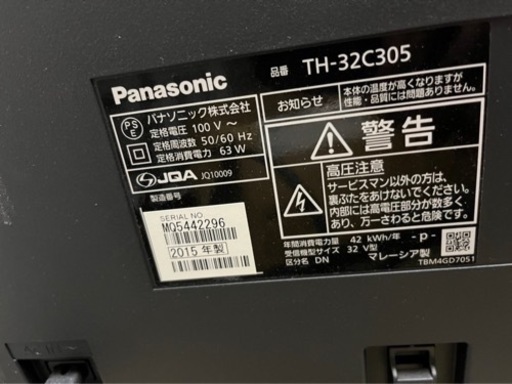 品番 TH-32C305
Panasonic
パナソニック株式会社
定格電圧 100 V ～
定格周波数 50/60 Hz
定格消費電力 63 W
PS
E
JQA JQ10009
製造番号
SERIAL NO
MQ5442296
2015 年製
お知らせ
本体の温度が高くなりますが
性能・品質には問題ありません。
警告
高圧注意
サービスマン以外の方は、
裏ぶたをあけないでください。
内部には高電圧部分が数多く
あり、万一さわると危険です。
年間消費電力量 42 kWh/年 -p-
受信機型サイズ 32 V型
区分名 DN マレーシア製
TBM4GD7051